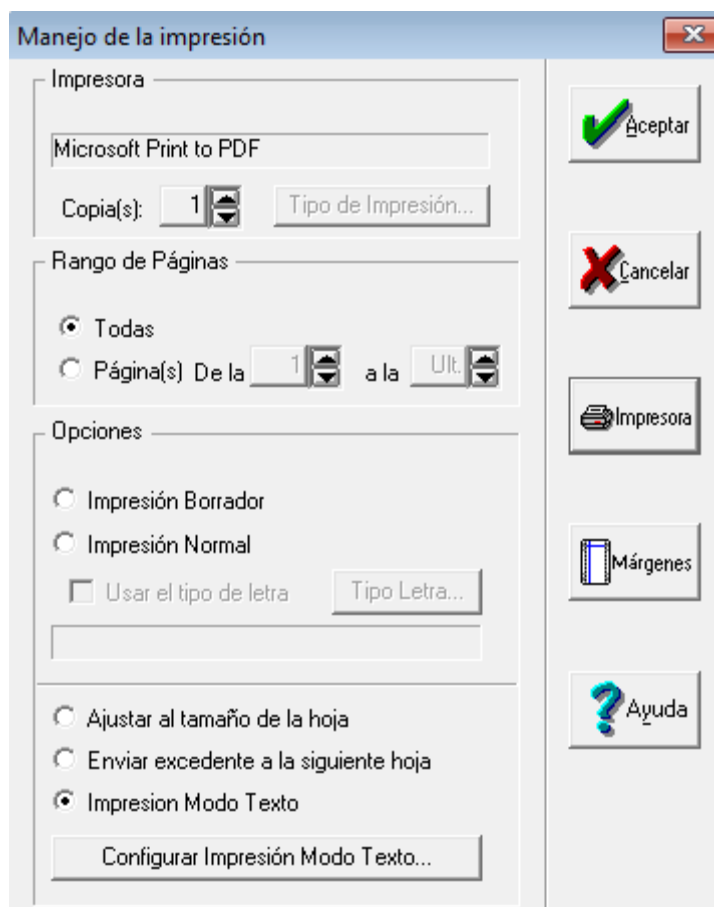 Manejo de la impresión
Impresora
Microsoft Print to PDF
Copia(s): 1 Tipo de Impresión...
Rango de Páginas
Todas
Página(s) De la 1 a la Ult.
Opciones
Impresión Borrador
Impresión Normal
Usar el tipo de letra Tipo Letra...
Ajustar al tamaño de la hoja
Enviar excedente a la siguiente hoja
Impresion Modo Texto
Configurar Impresión Modo Texto...
Aceptar
Cancelar
Impresora
Márgenes
Ayuda